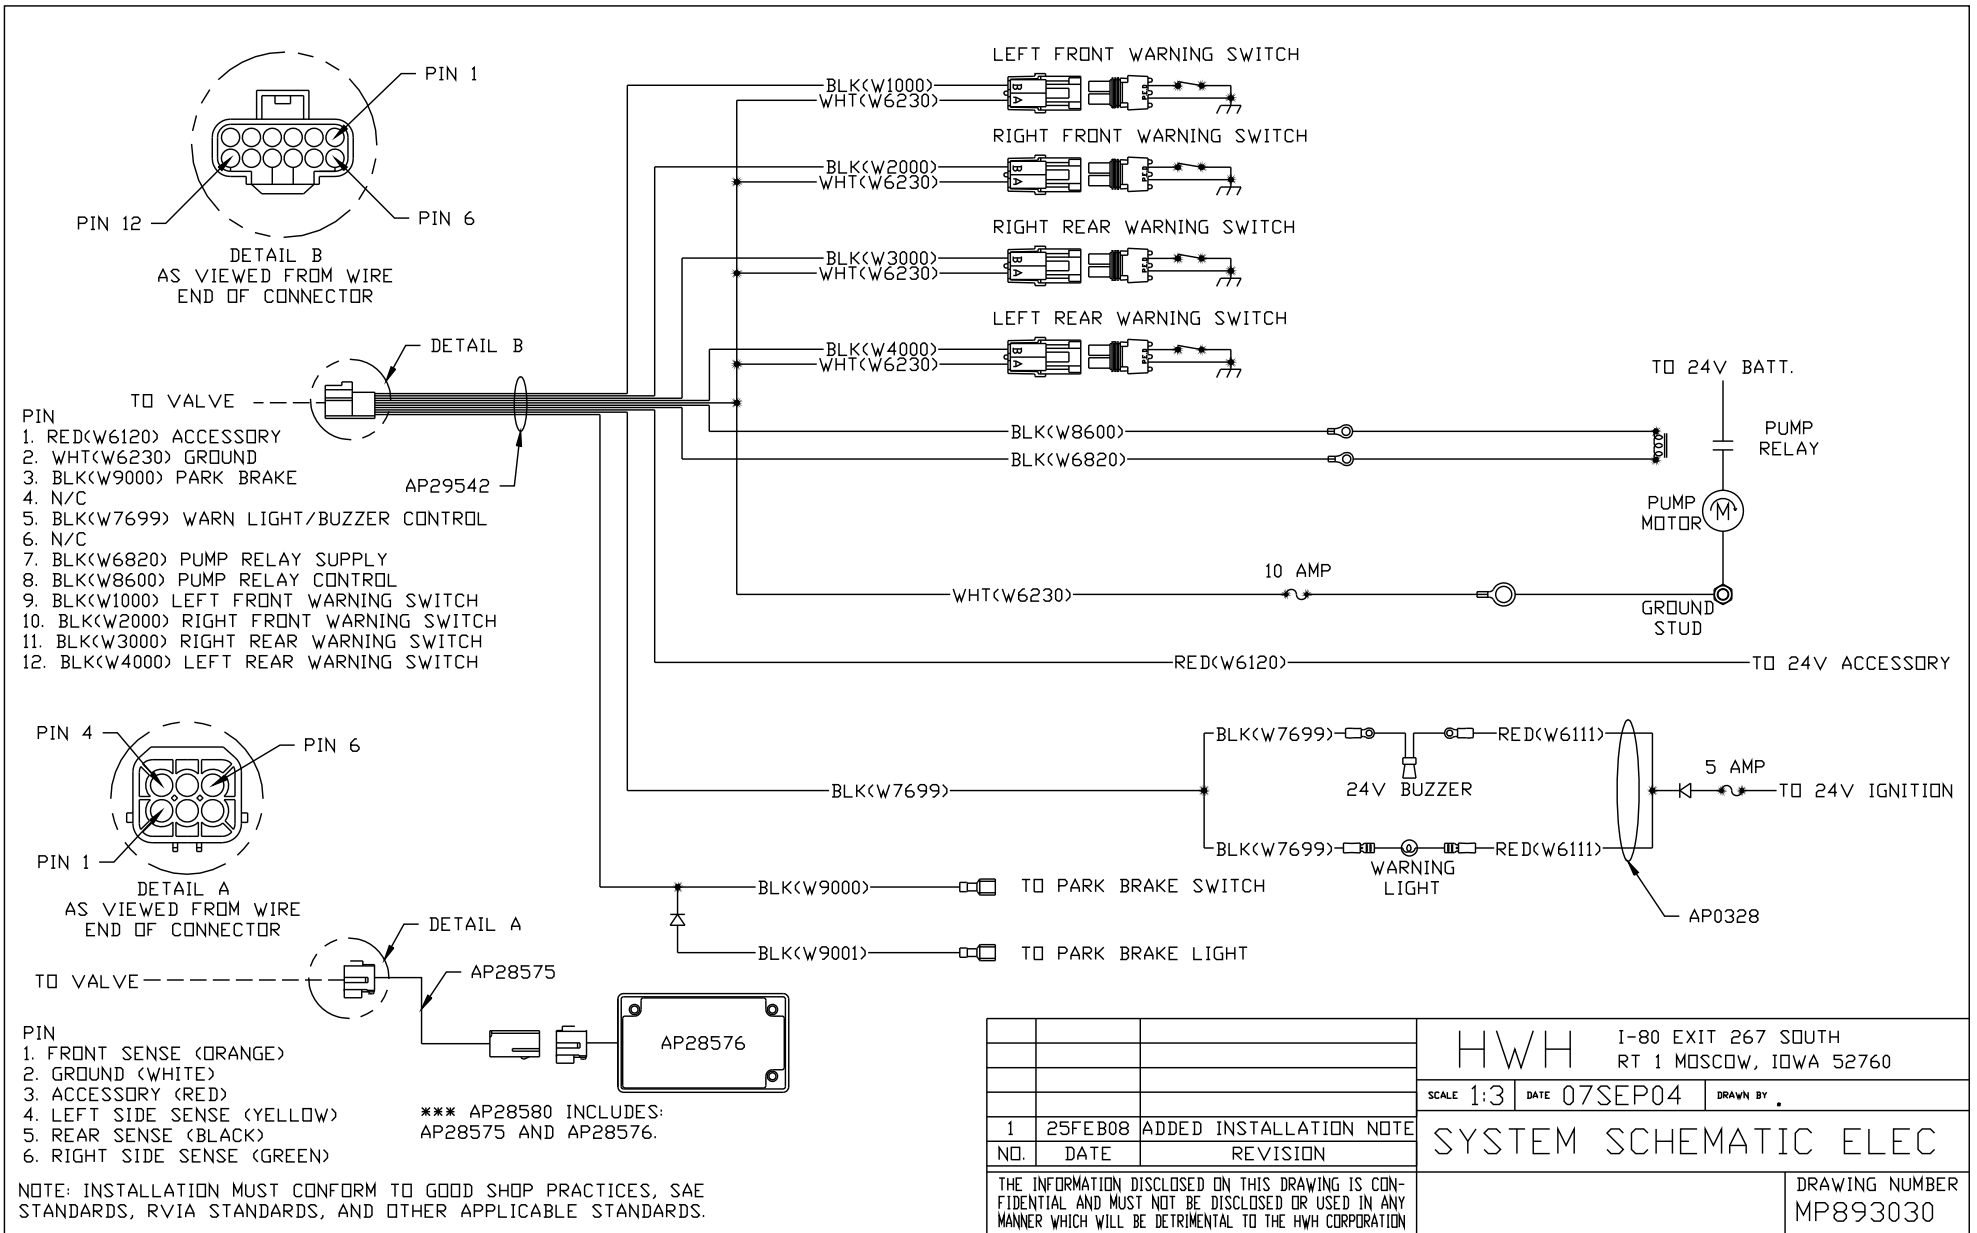 PIN 1
PIN 12
PIN 6
DETAIL B
AS VIEWED FROM WIRE
END OF CONNECTOR
DETAIL B
TO VALVE
AP29542
PIN
1. RED(W6120) ACCESSORY
2. WHT(W6230) GROUND
3. BLK(W9000) PARK BRAKE
4. N/C
5. BLK(W7699) WARN LIGHT/BUZZER CONTROL
6. N/C
7. BLK(W6820) PUMP RELAY SUPPLY
8. BLK(W8600) PUMP RELAY CONTROL
9. BLK(W1000) LEFT FRONT WARNING SWITCH
10. BLK(W2000) RIGHT FRONT WARNING SWITCH
11. BLK(W3000) RIGHT REAR WARNING SWITCH
12. BLK(W4000) LEFT REAR WARNING SWITCH
LEFT FRONT WARNING SWITCH
BLK(W1000)
WHT(W6230)
B
A
RIGHT FRONT WARNING SWITCH
BLK(W2000)
WHT(W6230)
B
A
RIGHT REAR WARNING SWITCH
BLK(W3000)
WHT(W6230)
B
A
LEFT REAR WARNING SWITCH
BLK(W4000)
WHT(W6230)
B
A
TO 24V BATT.
BLK(W8600)
BLK(W6820)
PUMP
RELAY
PUMP
MOTOR
M
10 AMP
WHT(W6230)
GROUND
STUD
RED(W6120)
TO 24V ACCESSORY
BLK(W7699)
RED(W6111)
24V BUZZER
5 AMP
BLK(W7699)
TO 24V IGNITION
BLK(W7699)
RED(W6111)
WARNING
LIGHT
AP0328
BLK(W9000)
TO PARK BRAKE SWITCH
BLK(W9001)
TO PARK BRAKE LIGHT
PIN 4
PIN 6
PIN 1
DETAIL A
AS VIEWED FROM WIRE
END OF CONNECTOR
DETAIL A
TO VALVE
AP28575
AP28576
PIN
1. FRONT SENSE (ORANGE)
2. GROUND (WHITE)
3. ACCESSORY (RED)
4. LEFT SIDE SENSE (YELLOW)
5. REAR SENSE (BLACK)
6. RIGHT SIDE SENSE (GREEN)
*** AP28580 INCLUDES:
AP28575 AND AP28576.
NOTE: INSTALLATION MUST CONFORM TO GOOD SHOP PRACTICES, SAE
STANDARDS, RVIA STANDARDS, AND OTHER APPLICABLE STANDARDS.
1 25FEB08 ADDED INSTALLATION NOTE
NO. DATE REVISION
THE INFORMATION DISCLOSED ON THIS DRAWING IS CON-
FIDENTIAL AND MUST NOT BE DISCLOSED OR USED IN ANY
MANNER WHICH WILL BE DETRIMENTAL TO THE HWH CORPORATION
HWH
I-80 EXIT 267 SOUTH
RT 1 MOSCOW, IOWA 52760
SCALE 1:3 DATE 07SEP04 DRAWN BY .
SYSTEM SCHEMATIC ELEC
DRAWING NUMBER
MP893030